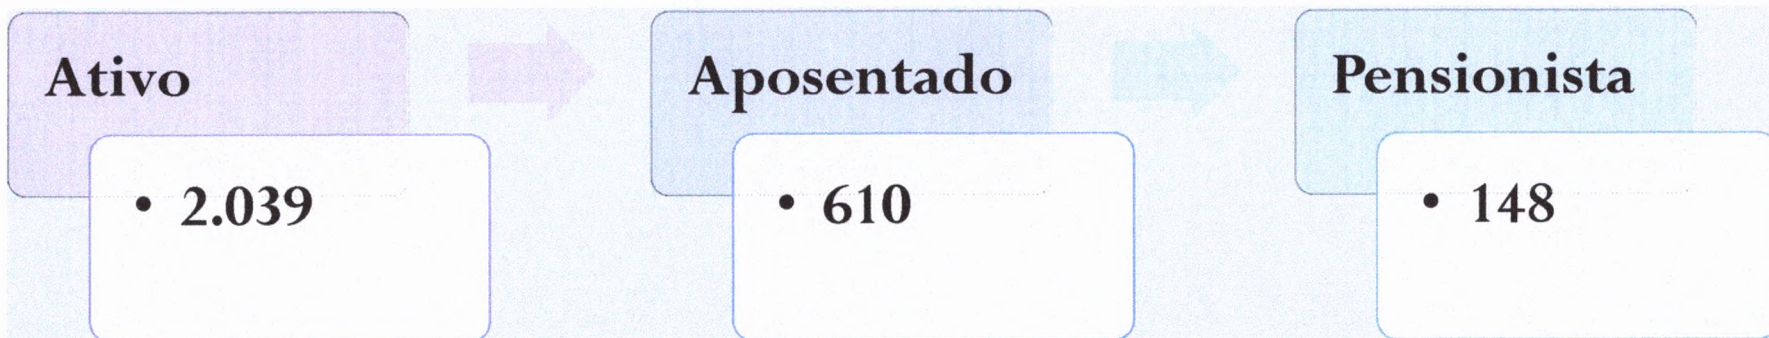 Ativo
• 2.039
Aposentado
• 610
Pensionista
• 148